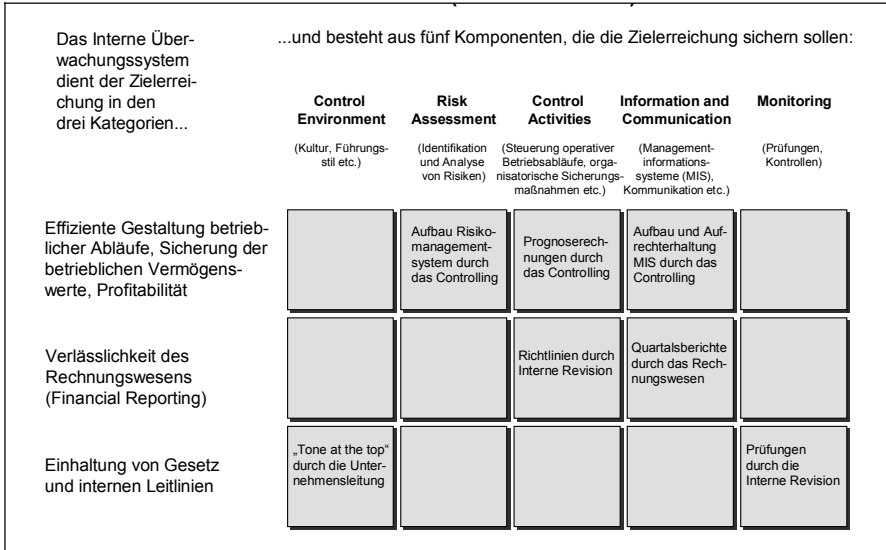 Das Interne Über-
wachungssystem
dient der Zielerrei-
chung in den
drei Kategorien...
...und besteht aus fünf Komponenten, die die Zielerreichung sichern sollen:
Control
Environment
(Kultur, Führungs-
stil etc.)
Risk
Assessment
(Identifikation
und Analyse
von Risiken)
Control
Activities
(Steuerung operativer
Betriebsabläufe, orga-
nisatorische Sicherungs-
maßnahmen etc.)
Information and
Communication
(Management-
informations-
systeme (MIS),
Kommunikation etc.)
Monitoring
(Prüfungen,
Kontrollen)
Effiziente Gestaltung betrieb-
licher Abläufe, Sicherung der
betrieblichen Vermögens-
werte, Profitabilität
Aufbau Risiko-
management-
system durch
das Controlling
Prognoserech-
nungen durch
das Controlling
Aufbau und Auf-
rechterhaltung
MIS durch das
Controlling
Verlässlichkeit des
Rechnungswesens
(Financial Reporting)
Richtlinien durch
Interne Revision
Quartalsberichte
durch das Rech-
nungswesen
Einhaltung von Gesetz
und internen Leitlinien
„Tone at the top“
durch die Unter-
nehmensleitung
Prüfungen
durch die
Interne Revision